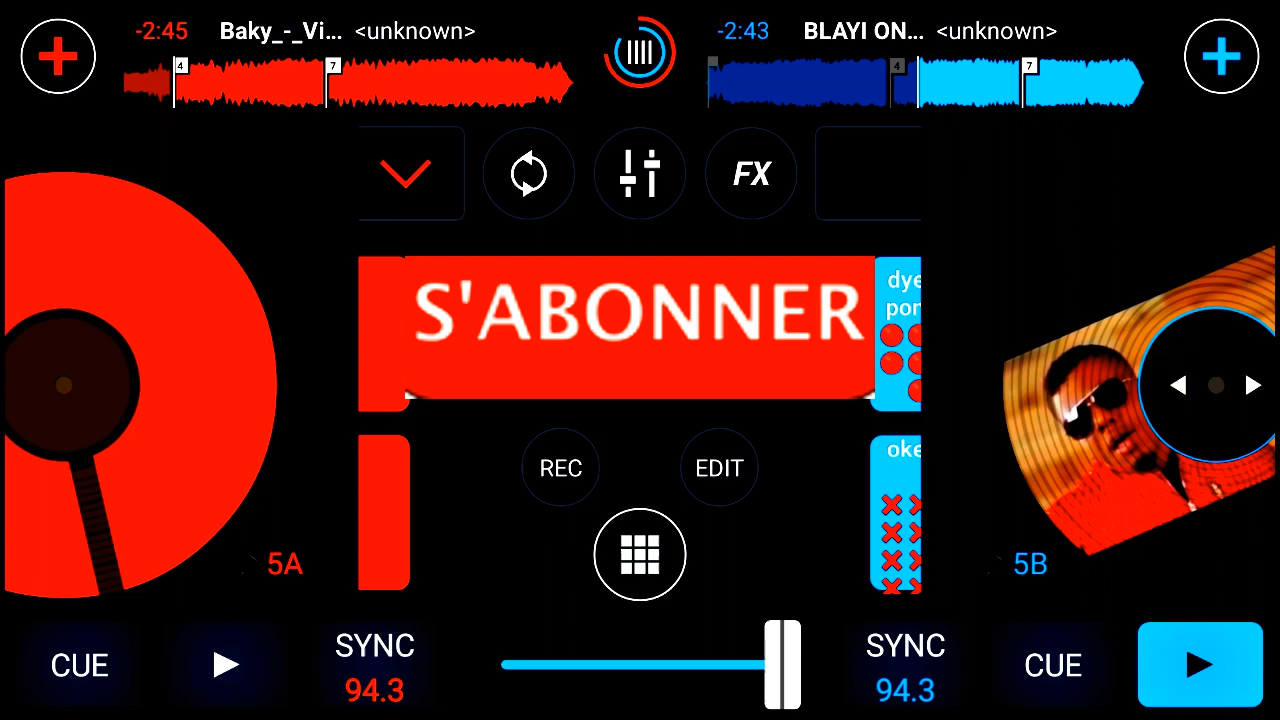 -2:45 Baky_-_Vi... <unknown>
-2:43 BLAYI ON... <unknown>
4 7
4 7
FX
S'ABONNER
dye
pon
REC EDIT
oke
5A
5B
CUE SYNC
94.3
SYNC CUE
94.3